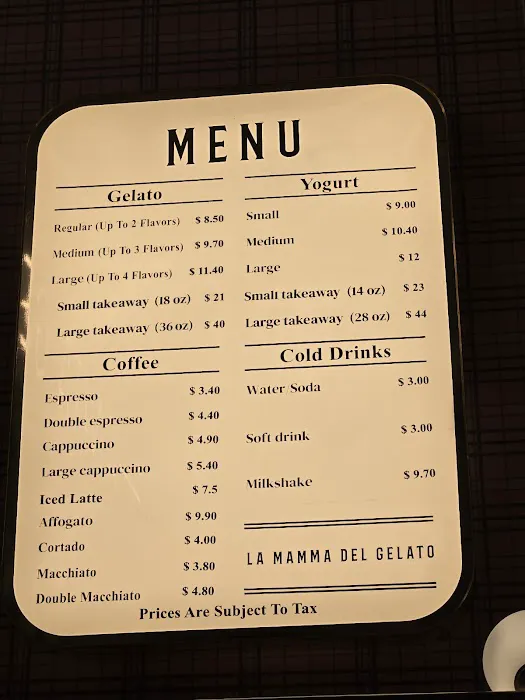 MENU
Gelato
Regular (Up To 2 Flavors) $ 8.50
Medium (Up To 3 Flavors) $ 9.70
Large (Up To 4 Flavors) $ 11.40
Small takeaway (18 oz) $ 21
Large takeaway (36 oz) $ 40
Coffee
Espresso $ 3.40
Double espresso $ 4.40
Cappuccino $ 4.90
Large cappuccino $ 5.40
Iced Latte $ 7.5
Affogato $ 9.90
Cortado $ 4.00
Macchiato $ 3.80
Double Macchiato $ 4.80
Yogurt
Small $ 9.00
Medium $ 10.40
Large $ 12
Small takeaway (14 oz) $ 23
Large takeaway (28 oz) $ 44
Cold Drinks
Water Soda $ 3.00
Soft drink $ 3.00
Milkshake $ 9.70
LA MAMMA DEL GELATO
Prices Are Subject To Tax